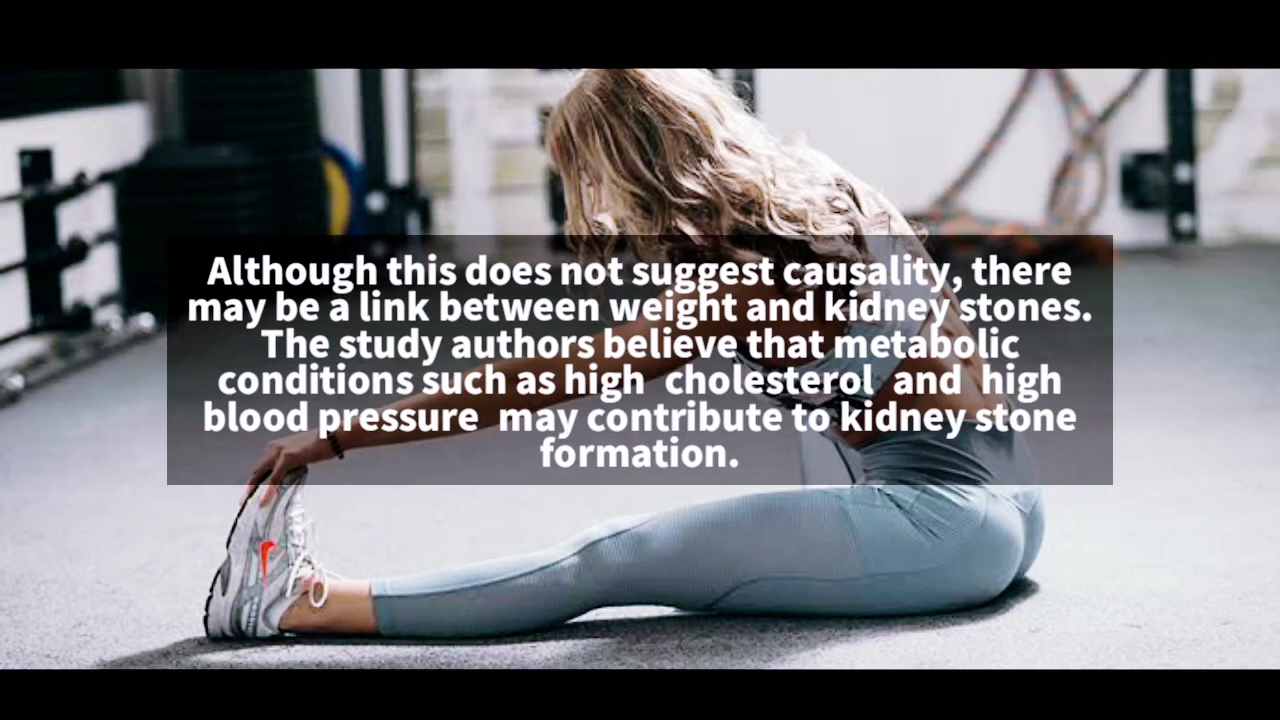 Although this does not suggest causality, there
may be a link between weight and kidney stones.
The study authors believe that metabolic
conditions such as high  cholesterol  and  high
blood pressure  may contribute to kidney stone
formation.